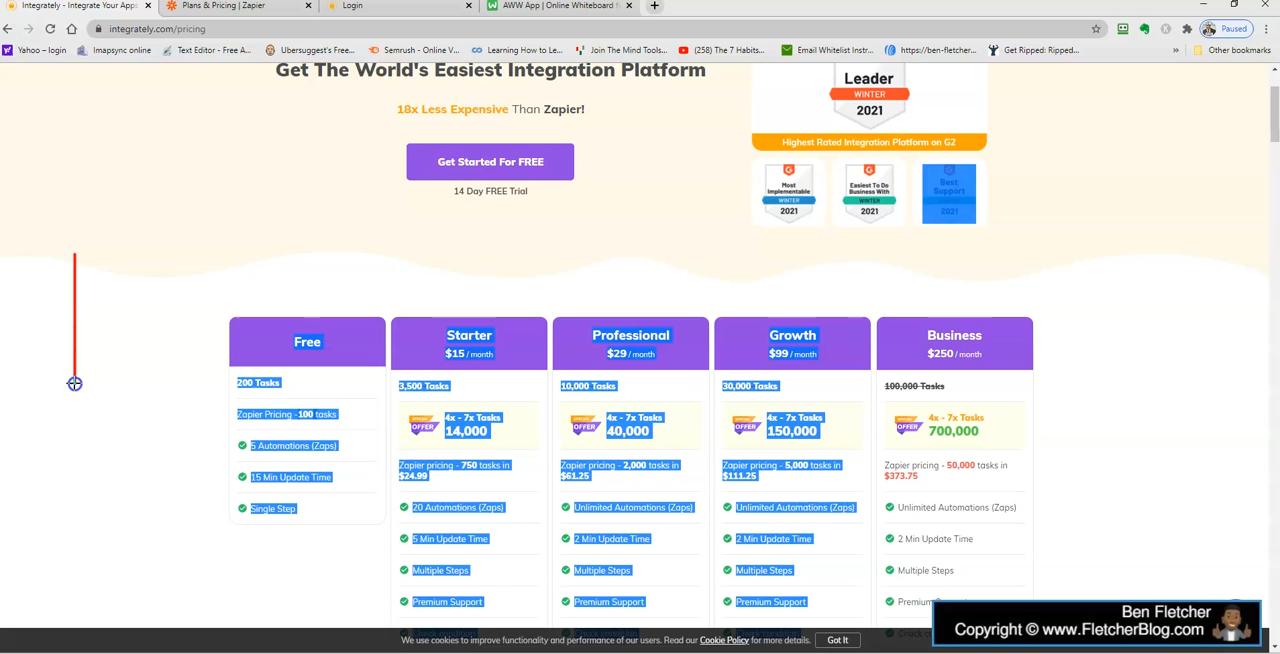 Integrately - Integrate Your Apps
Plans & Pricing | Zapier
Login
AWW App | Online Whiteboard f
integrately.com/pricing
Paused
Yahoo – login
Imapsync online
Text Editor - Free A...
Ubersuggest's Free...
Semrush - Online V...
Learning How to Le...
Join The Mind Tools...
(258) The 7 Habits...
Email Whitelist Instr...
https://ben-fletcher...
Get Ripped: Ripped...
Other bookmarks
Get The World's Easiest Integration Platform
18x Less Expensive Than Zapier!
Get Started For FREE
14 Day FREE Trial
Leader
WINTER
2021
Highest Rated Integration Platform on G2
Most
Implementable
WINTER
2021
Easiest To Do
Business With
WINTER
2021
Best
Support
WINTER
2021
Free
200 Tasks
Zapier Pricing -100 tasks
5 Automations (Zaps)
15 Min Update Time
Single Step
Starter
$15 / month
3,500 Tasks
OFFER
4x - 7x Tasks
14,000
Zapier pricing - 750 tasks in
$24.99
20 Automations (Zaps)
5 Min Update Time
Multiple Steps
Premium Support
Professional
$29 / month
10,000 Tasks
OFFER
4x - 7x Tasks
40,000
Zapier pricing - 2,000 tasks in
$61.25
Unlimited Automations (Zaps)
2 Min Update Time
Multiple Steps
Premium Support
Growth
$99 / month
30,000 Tasks
OFFER
4x - 7x Tasks
150,000
Zapier pricing - 5,000 tasks in
$111.25
Unlimited Automations (Zaps)
2 Min Update Time
Multiple Steps
Premium Support
Business
$250 / month
100,000 Tasks
OFFER
4x - 7x Tasks
700,000
Zapier pricing - 50,000 tasks in
$373.75
Unlimited Automations (Zaps)
2 Min Update Time
Multiple Steps
We use cookies to improve functionality and performance of our users. Read our Cookie Policy for more details.
Got It
Ben Fletcher
Copyright © www.FletcherBlog.com